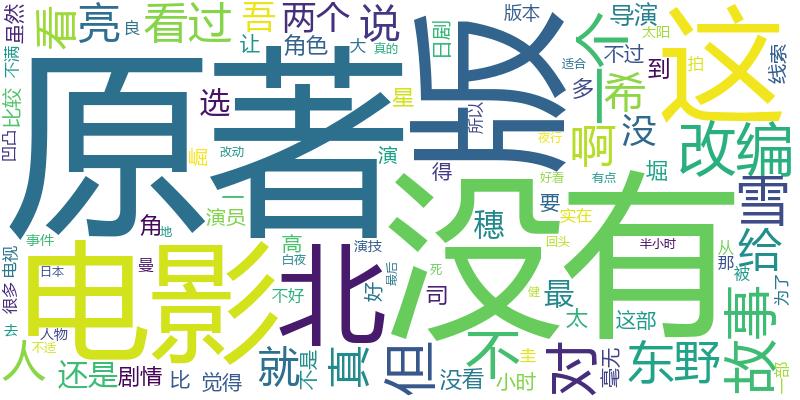 虽然
看
亮
看过
良
吾
让
两个
角色
说
大
真的
日剧
版本
所以
个
一
导演
不过
适合
希
多
到
太阳
拍
线索
不满
比较
凹凸
原著
选
崛
改动
星
演
版
得
啊
夜行
好看
没
堀
有点
这
改编
雪
没有
一
演员
角
地
穗
要
实在
回头
半小时
从
那
被
给
为了
事件
日本
很多
电视
去
人物
不适
电影
曼
高
白夜
不好
北
演技
好
最后
司
死
健
最
太
这部
故事
人
还是
剧情
比
就
觉得
不是
真
但
没看
不
小时
圭
对
毫无
东野
一部